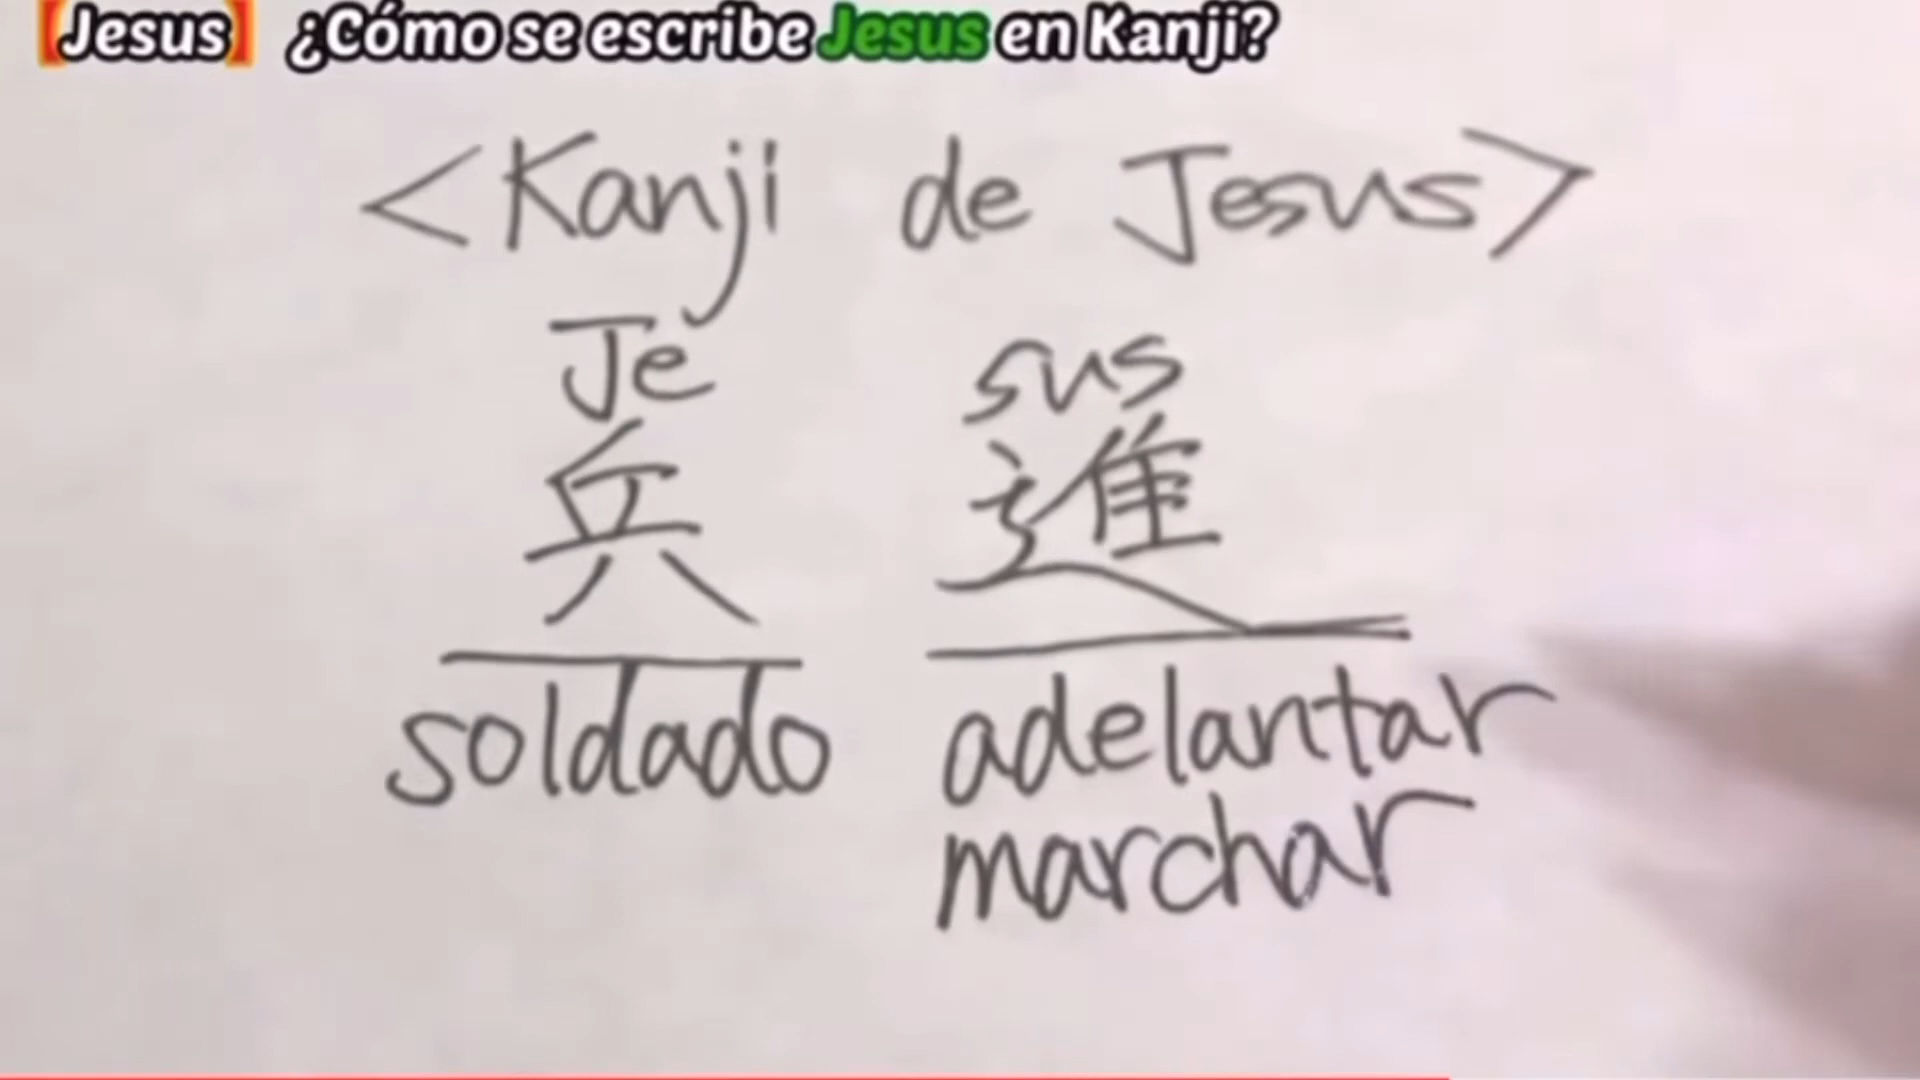 【Jesus】 ¿Cómo se escribe Jesus en Kanji?
<Kanji de Jesus>
Je sus
兵 進
soldado adelantar
marchar